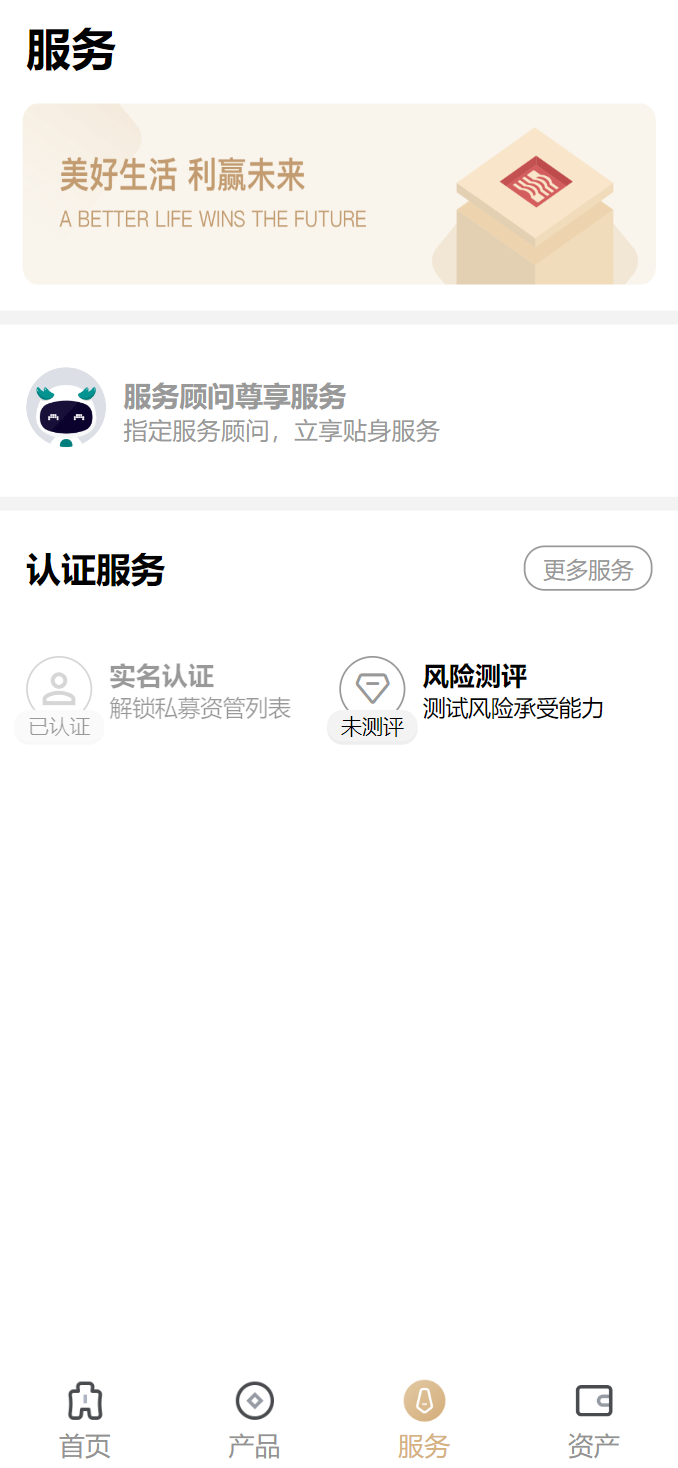 服务
美好生活 利赢未来
A BETTER LIFE WINS THE FUTURE
服务顾问尊享服务
指定服务顾问，立享贴身服务
认证服务
更多服务
实名认证
解锁私募资管列表
已认证
风险测评
测试风险承受能力
未测评
首页
产品
服务
资产